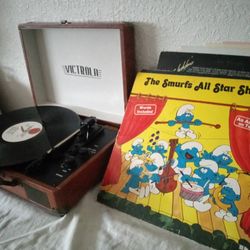 VICTROLA
The Smurfs All Star Sh
Words
Included